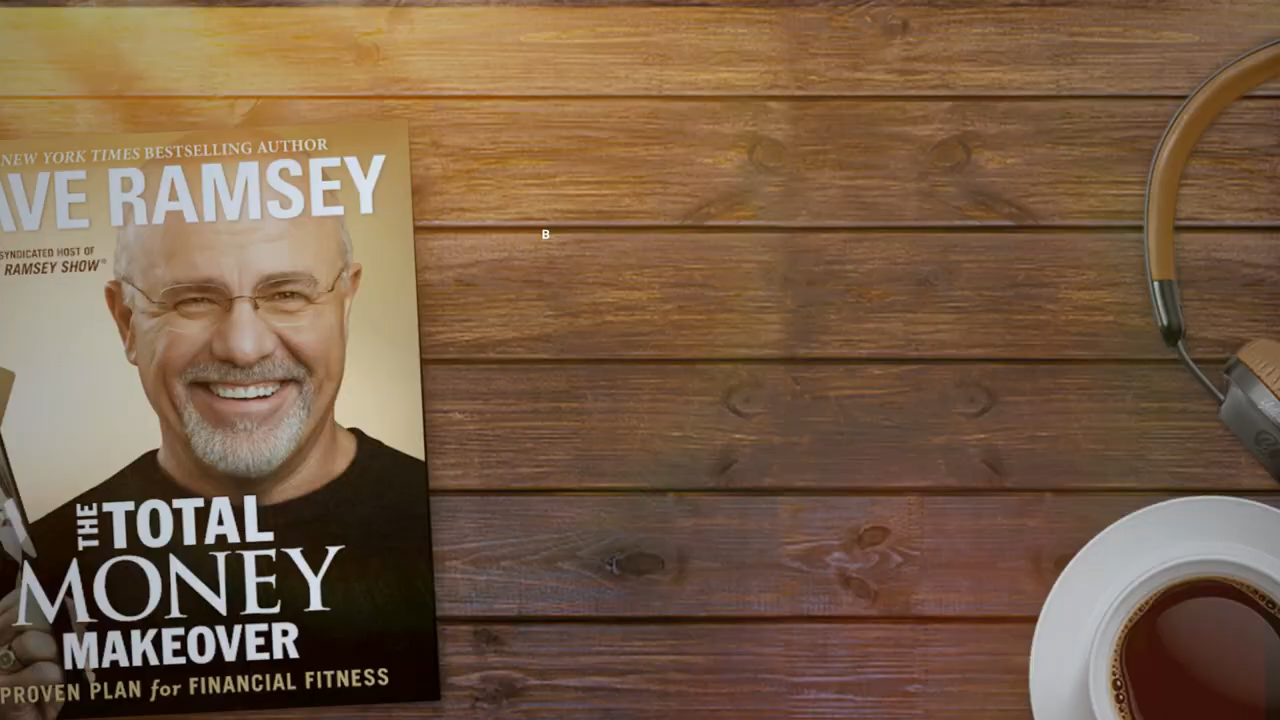 NEW YORK TIMES BESTSELLING AUTHOR
AVE RAMSEY
SYNDICATED HOST OF
RAMSEY SHOW
B
THE TOTAL
MONEY
MAKEOVER
PROVEN PLAN for FINANCIAL FITNESS